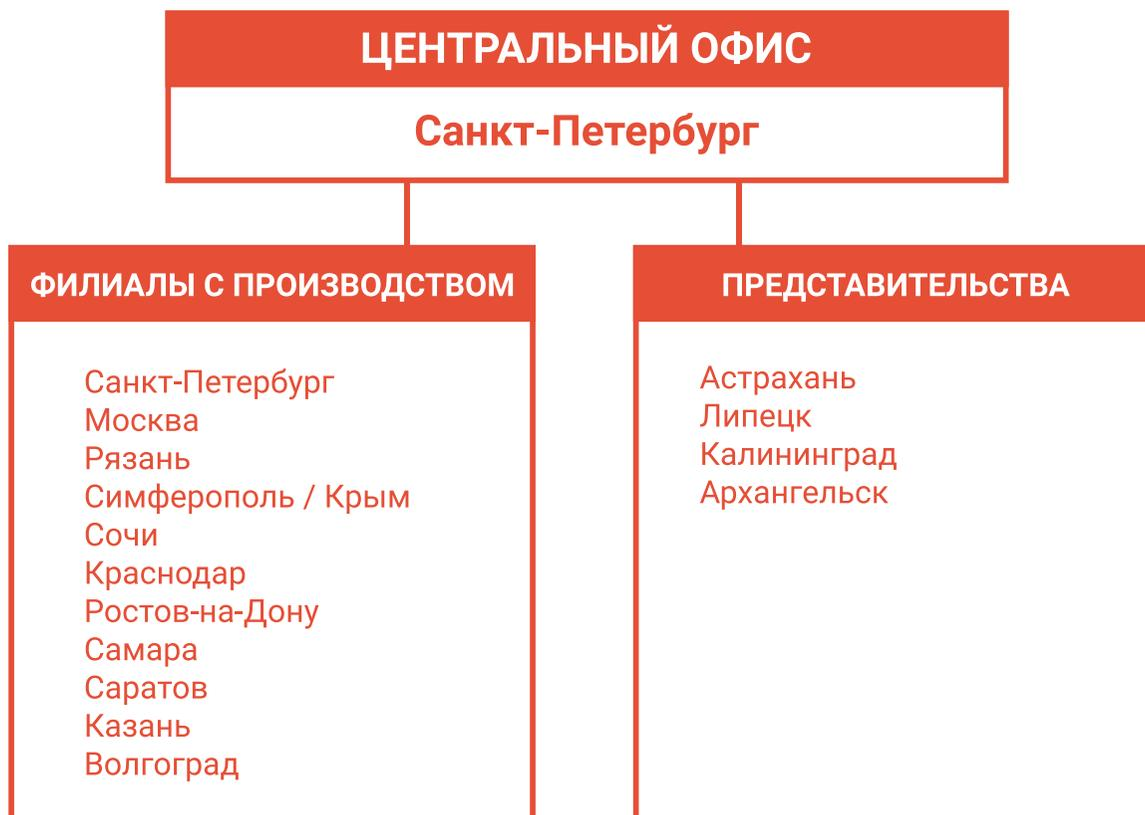 ЦЕНТРАЛЬНЫЙ ОФИС
Санкт-Петербург
ФИЛИАЛЫ С ПРОИЗВОДСТВОМ
Санкт-Петербург
Москва
Рязань
Симферополь / Крым
Сочи
Краснодар
Ростов-на-Дону
Самара
Саратов
Казань
Волгоград
ПРЕДСТАВИТЕЛЬСТВА
Астрахань
Липецк
Калининград
Архангельск